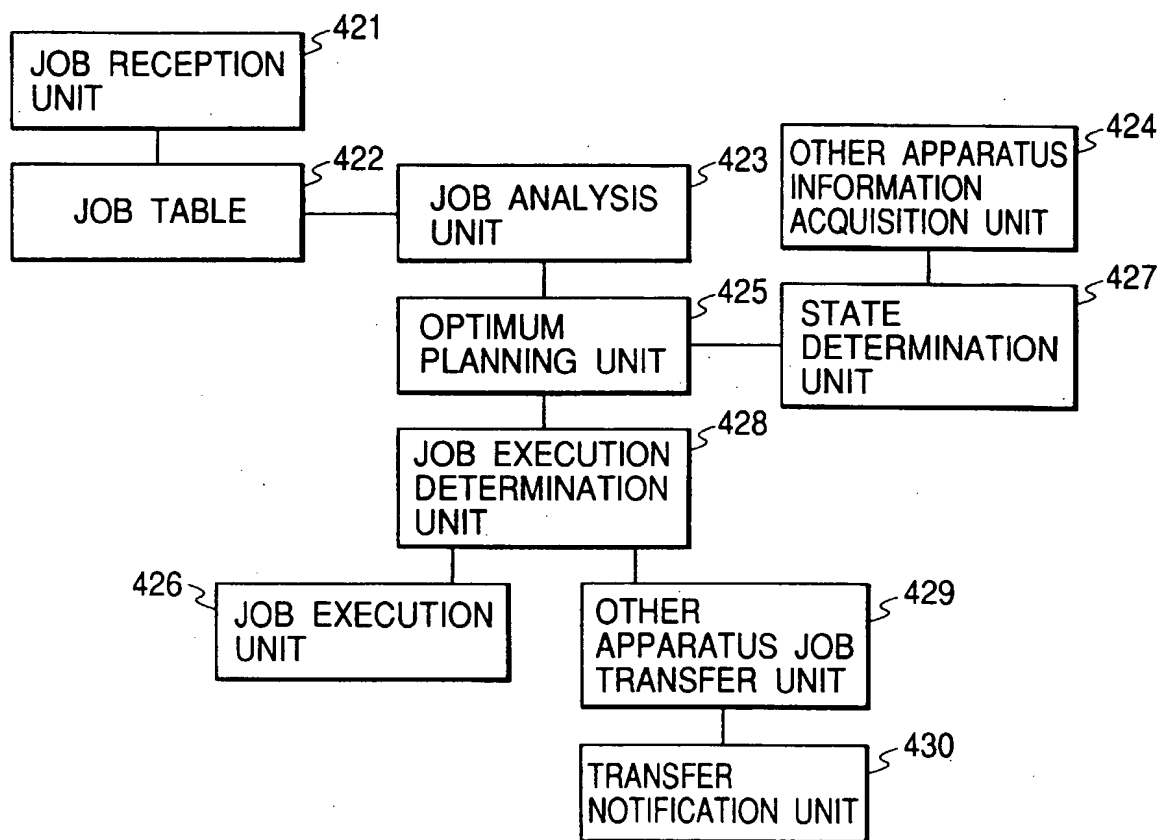 421
JOB RECEPTION
UNIT
422
JOB TABLE
423
JOB ANALYSIS
UNIT
424
OTHER APPARATUS
INFORMATION
ACQUISITION UNIT
425
OPTIMUM
PLANNING UNIT
427
STATE
DETERMINATION
UNIT
428
JOB EXECUTION
DETERMINATION
UNIT
426
JOB EXECUTION
UNIT
429
OTHER
APPARATUS JOB
TRANSFER UNIT
430
TRANSFER
NOTIFICATION UNIT